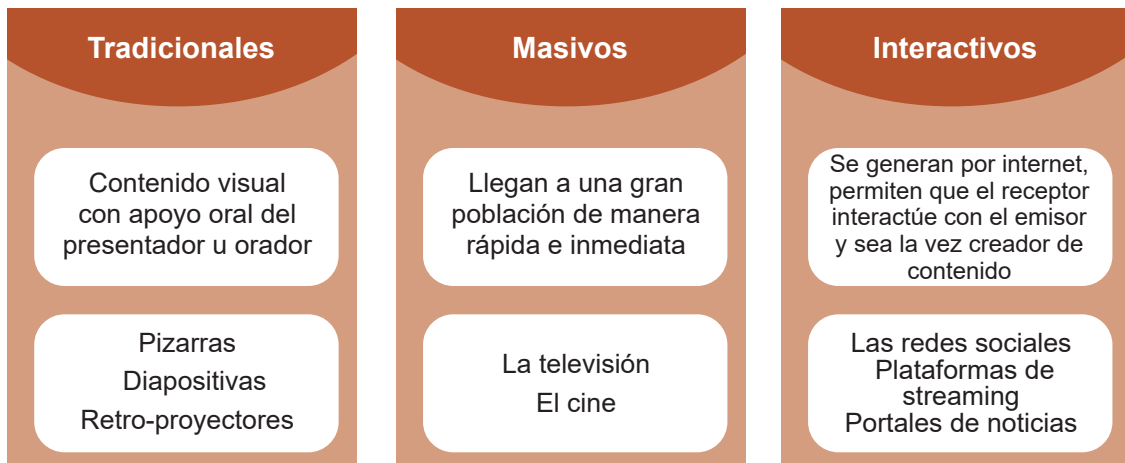 Tradicionales
Contenido visual
con apoyo oral del
presentador u orador
Pizarras
Diapositivas
Retro-proyectores
Masivos
Llegan a una gran
población de manera
rápida e inmediata
La televisión
El cine
Interactivos
Se generan por internet,
permiten que el receptor
interactúe con el emisor
y sea la vez creador de
contenido
Las redes sociales
Plataformas de
streaming
Portales de noticias